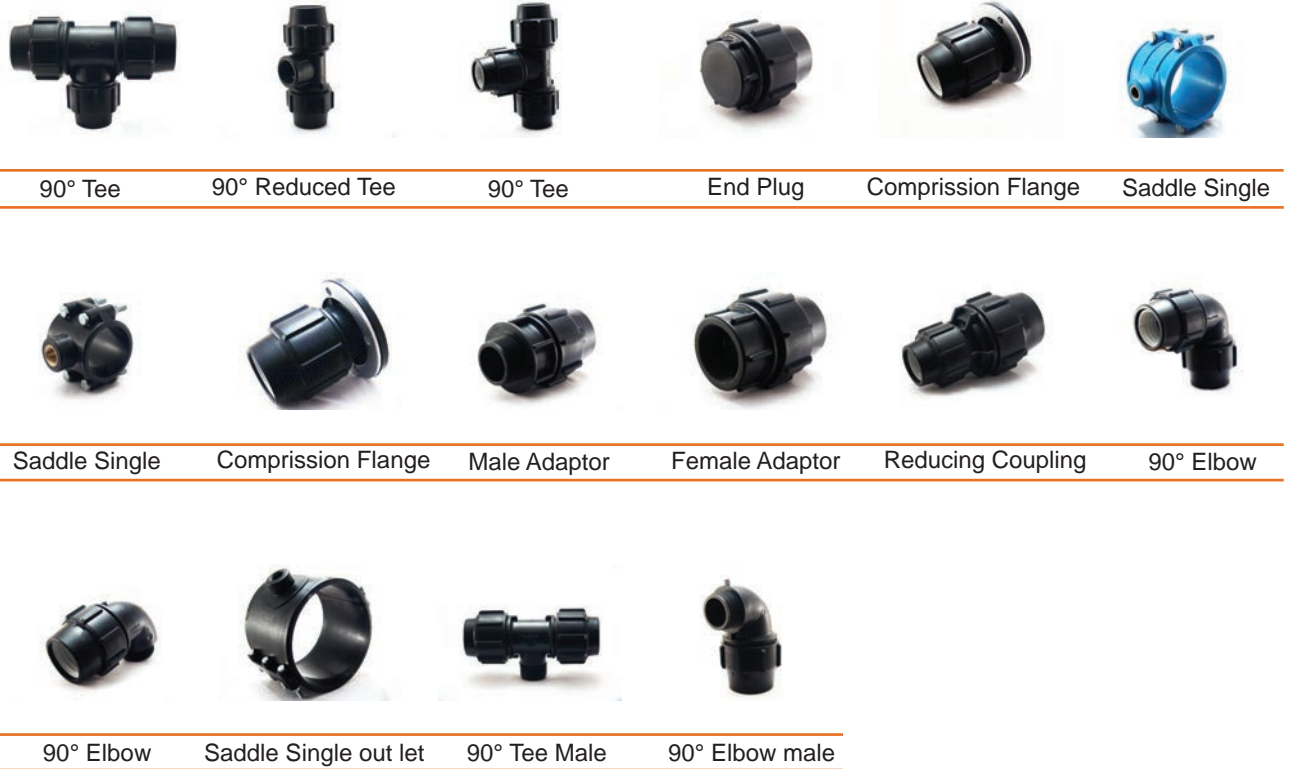 90° Tee
90° Reduced Tee
90° Tee
End Plug
Comprission Flange
Saddle Single
Saddle Single
Comprission Flange
Male Adaptor
Female Adaptor
Reducing Coupling
90° Elbow
90° Elbow
Saddle Single out let
90° Tee Male
90° Elbow male